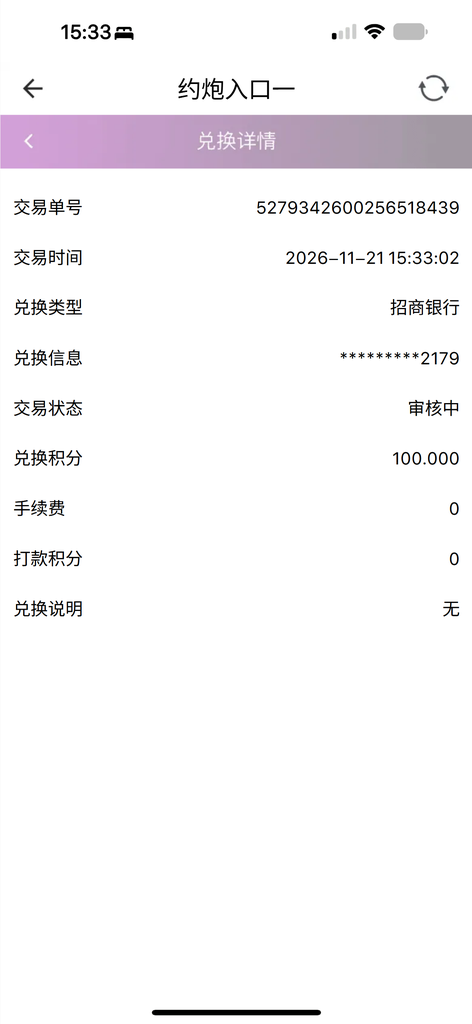 15:33
约炮入口一
兑换详情
交易单号 5279342600256518439
交易时间 2026-11-21 15:33:02
兑换类型 招商银行
兑换信息 *********2179
交易状态 审核中
兑换积分 100.000
手续费 0
打款积分 0
兑换说明 无